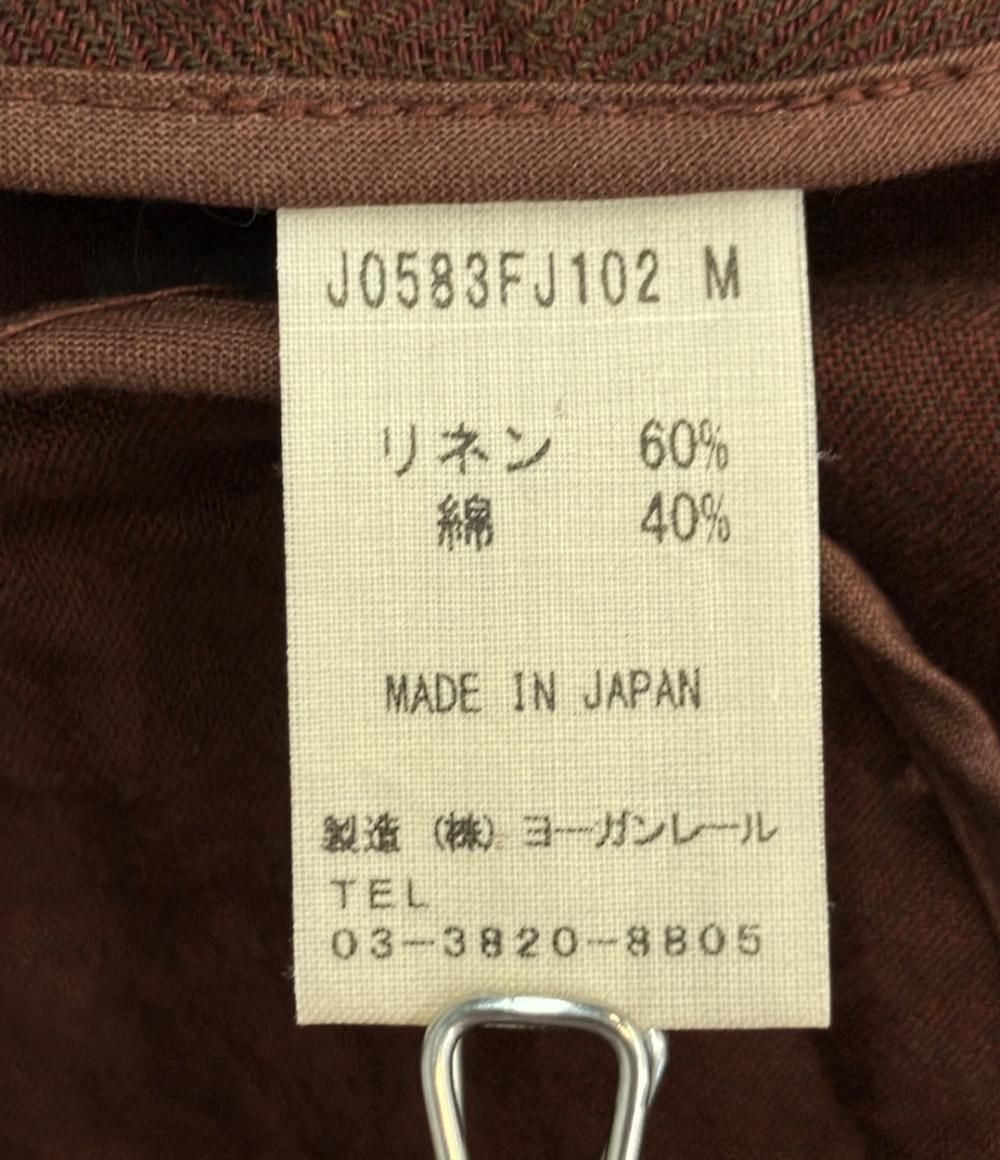 J0583FJ102 M
リネン 60%
綿 40%
MADE IN JAPAN
製造 (株) ヨーガンレール
TEL
03-3820-8805